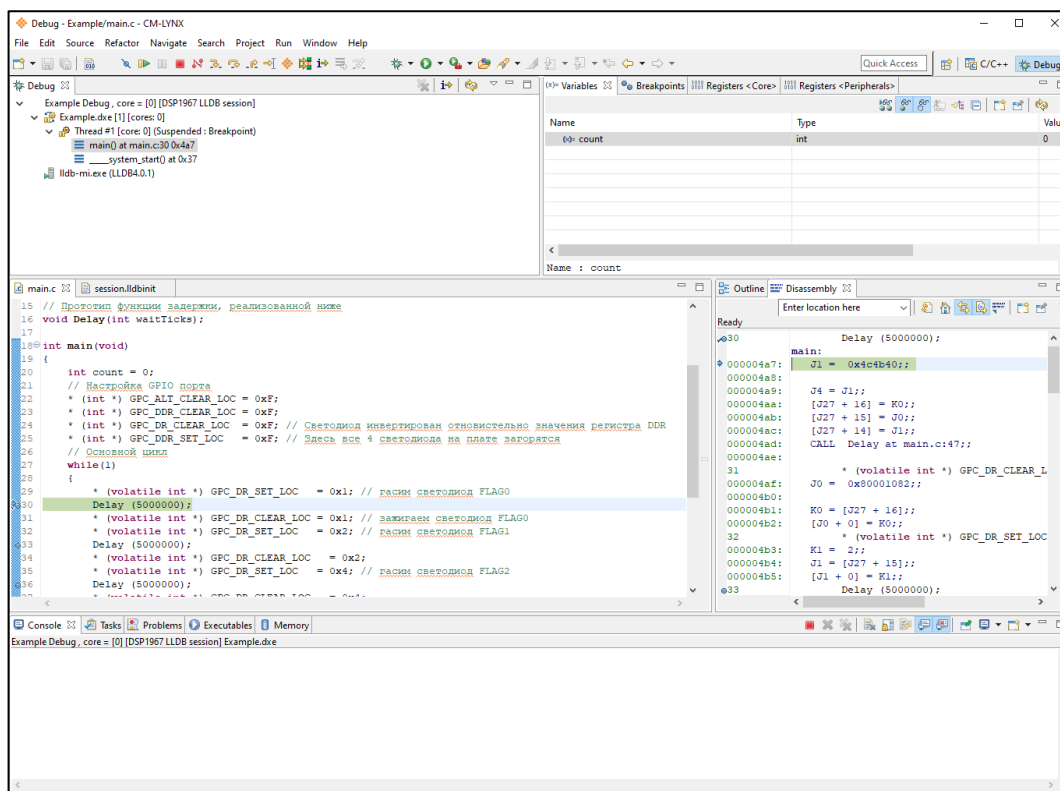 Debug - Example/main.c - CM-LYNX
File Edit Source Refactor Navigate Search Project Run Window Help
Quick Access
C/C++
Debug
Debug
Example Debug , core = [0] [DSP1967 LLDB session]
Example.dxe [1] [cores: 0]
Thread #1 [core: 0] (Suspended : Breakpoint)
main() at main.c:30 0x4a7
____system_start() at 0x37
lldb-mi.exe (LLDB4.0.1)
(x)= Variables Breakpoints Registers <Core> Registers <Peripherals>
Name Type Valu
(x)= count int 0
Name : count
main.c session.lldbinit
15 // Прототип функции задержки, реализованной ниже
16 void Delay(int waitTicks);
17
18 int main(void)
19 {
20 int count = 0;
21 // Настройка GPIO порта
22 * (int *) GPC_ALT_CLEAR_LOC = 0xF;
23 * (int *) GPC_DDR_CLEAR_LOC = 0xF;
24 * (int *) GPC_DR_CLEAR_LOC = 0xF; // Светодиод инвертирован отновистельно значения регистра DDR
25 * (int *) GPC_DDR_SET_LOC = 0xF; // Здесь все 4 светодиода на плате загорятся
26 // Основной цикл
27 while(1)
28 {
29 * (volatile int *) GPC_DR_SET_LOC = 0x1; // гасим светодиод FLAG0
30 Delay (5000000);
31 * (volatile int *) GPC_DR_CLEAR_LOC = 0x1; // зажигаем светодиод FLAG0
32 * (volatile int *) GPC_DR_SET_LOC = 0x2; // гасим светодиод FLAG1
33 Delay (5000000);
34 * (volatile int *) GPC_DR_CLEAR_LOC = 0x2;
35 * (volatile int *) GPC_DR_SET_LOC = 0x4; // гасим светодиод FLAG2
36 Delay (5000000);
Outline Disassembly
Enter location here
Ready
30 Delay (5000000);
main:
000004a7: J1 = 0x4c4b40;;
000004a8:
000004a9: J4 = J1;;
000004aa: [J27 + 16] = K0;;
000004ab: [J27 + 15] = J0;;
000004ac: [J27 + 14] = J1;;
000004ad: CALL Delay at main.c:47;;
000004ae:
31 * (volatile int *) GPC_DR_CLEAR_L
000004af: J0 = 0x80001082;;
000004b0:
000004b1: K0 = [J27 + 16];;
000004b2: [J0 + 0] = K0;;
32 * (volatile int *) GPC_DR_SET_LOC
000004b3: K1 = 2;;
000004b4: J1 = [J27 + 15];;
000004b5: [J1 + 0] = K1;;
33 Delay (5000000);
Console Tasks Problems Executables Memory
Example Debug , core = [0] [DSP1967 LLDB session] Example.dxe